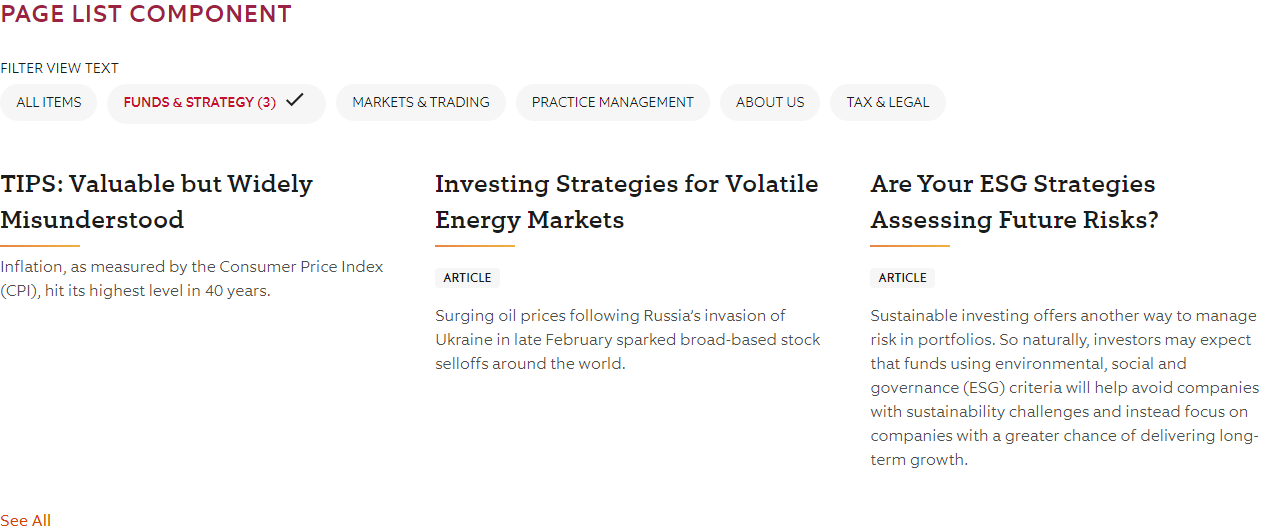 PAGE LIST COMPONENT
FILTER VIEW TEXT
ALL ITEMS
FUNDS & STRATEGY (3)
MARKETS & TRADING
PRACTICE MANAGEMENT
ABOUT US
TAX & LEGAL
TIPS: Valuable but Widely
Misunderstood
Inflation, as measured by the Consumer Price Index
(CPI), hit its highest level in 40 years.
Investing Strategies for Volatile
Energy Markets
ARTICLE
Surging oil prices following Russia’s invasion of
Ukraine in late February sparked broad-based stock
selloffs around the world.
Are Your ESG Strategies
Assessing Future Risks?
ARTICLE
Sustainable investing offers another way to manage
risk in portfolios. So naturally, investors may expect
that funds using environmental, social and
governance (ESG) criteria will help avoid companies
with sustainability challenges and instead focus on
companies with a greater chance of delivering long-
term growth.
See All